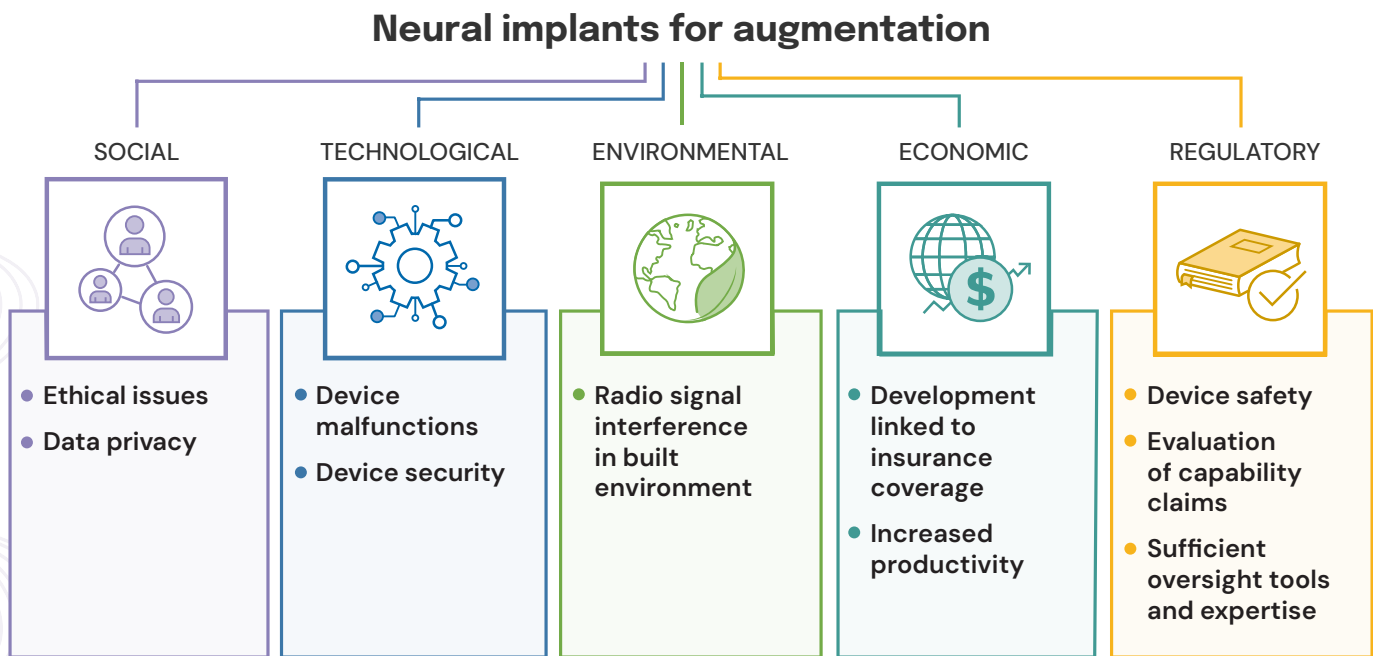 Neural implants for augmentation
SOCIAL
TECHNOLOGICAL
ENVIRONMENTAL
ECONOMIC
REGULATORY
$
• Ethical issues
• Data privacy
• Device
malfunctions
• Device security
• Radio signal
interference
in built
environment
• Development
linked to
insurance
coverage
• Increased
productivity
• Device safety
• Evaluation
of capability
claims
• Sufficient
oversight tools
and expertise